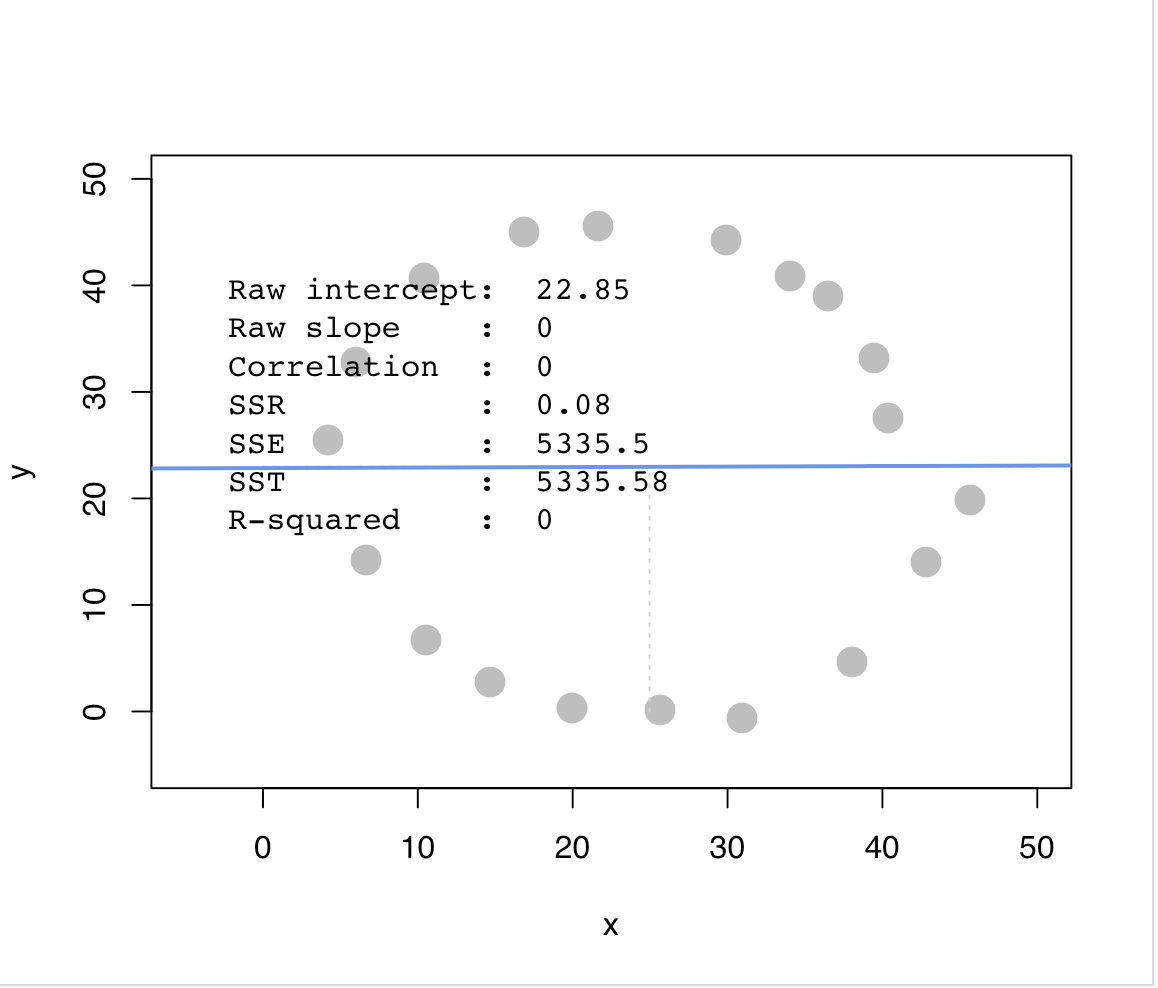 50
40
30
20
10
0
y
Raw intercept: 22.85
Raw slope : 0
Correlation : 0
SSR : 0.08
SSE : 5335.5
SST : 5335.58
R-squared : 0
0 10 20 30 40 50
x